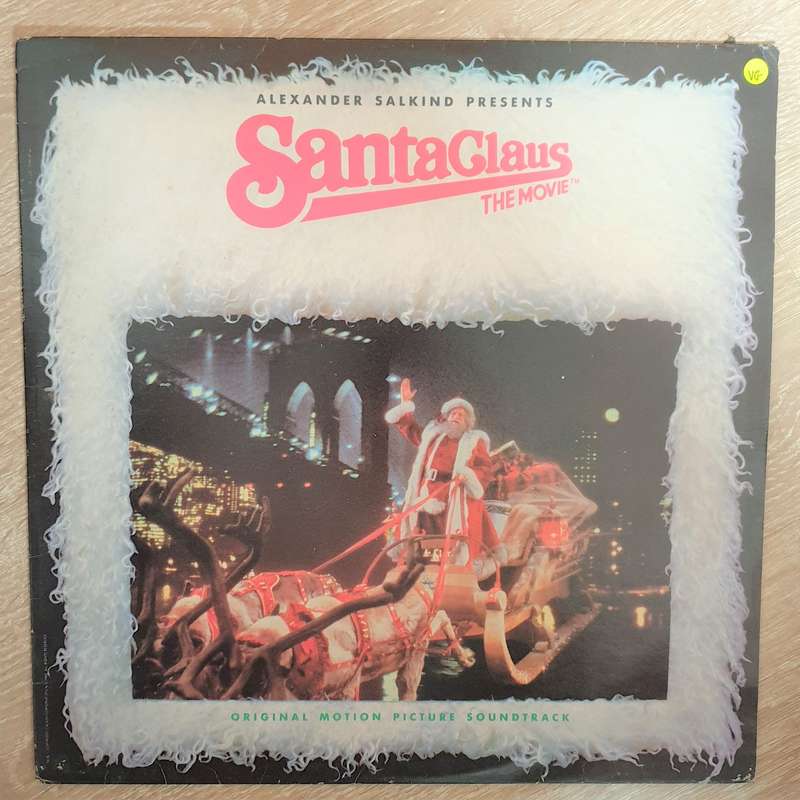 VG-
ALEXANDER SALKIND PRESENTS
SantaClaus
THE MOVIE™
ORIGINAL MOTION PICTURE SOUNDTRACK